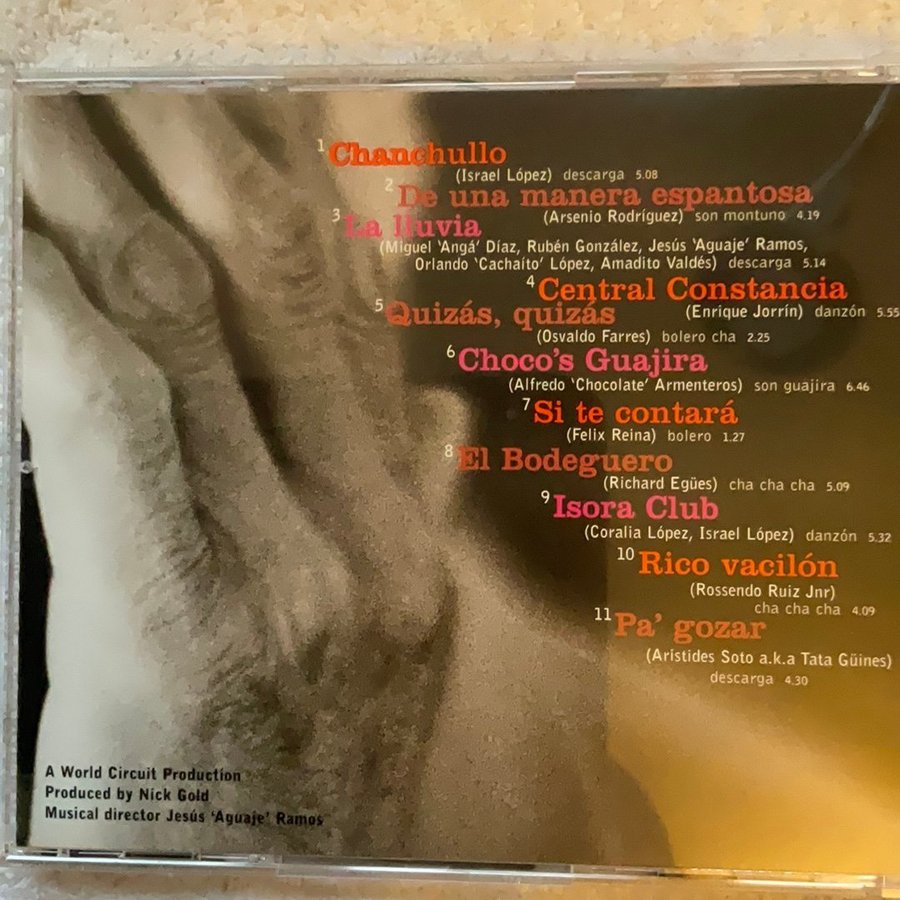 1 Chanchullo
(Israel López) descarga 5.08
2 De una manera espantosa
(Arsenio Rodríguez) son montuno 4.19
3 La lluvia
(Miguel ‘Angá’ Díaz, Rubén González, Jesús ‘Aguaje’ Ramos,
Orlando ‘Cachaíto’ López, Amadito Valdés) descarga 5.14
4 Central Constancia
(Enrique Jorrín) danzón 5.55
5 Quizás, quizás
(Osvaldo Farres) bolero cha 2.25
6 Choco’s Guajira
(Alfredo ‘Chocolate’ Armenteros) son guajira 6.46
7 Si te contará
(Felix Reina) bolero 1.27
8 El Bodeguero
(Richard Egües) cha cha cha 5.09
9 Isora Club
(Coralia López, Israel López) danzón 5.32
10 Rico vacilón
(Rossendo Ruiz Jnr)
cha cha cha 4.09
11 Pa’ gozar
(Aristides Soto a.k.a Tata Güines)
descarga 4.30
A World Circuit Production
Produced by Nick Gold
Musical director Jesús ‘Aguaje’ Ramos